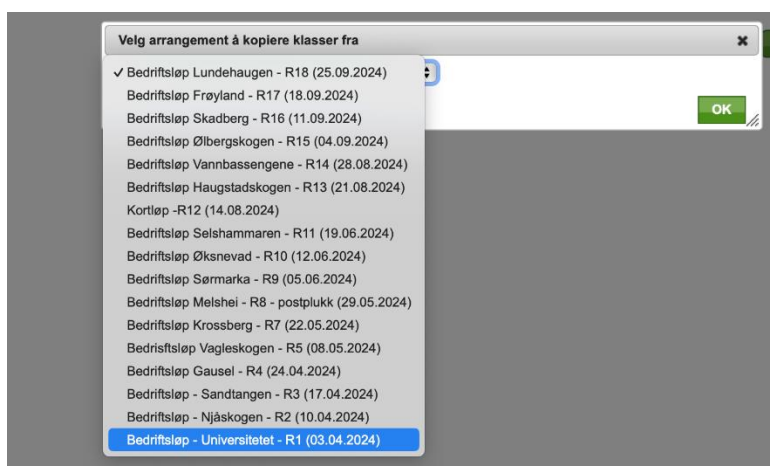 Velg arrangement å kopiere klasser fra
✓ Bedriftsløp Lundehaugen - R18 (25.09.2024)
Bedriftsløp Frøyland - R17 (18.09.2024)
Bedriftsløp Skadberg - R16 (11.09.2024)
Bedriftsløp Ølbergskogen - R15 (04.09.2024)
Bedriftsløp Vannbassengene - R14 (28.08.2024)
Bedriftsløp Haugstadskogen - R13 (21.08.2024)
Kortløp -R12 (14.08.2024)
Bedriftsløp Selshammaren - R11 (19.06.2024)
Bedriftsløp Øksnevad - R10 (12.06.2024)
Bedriftsløp Sørmarka - R9 (05.06.2024)
Bedriftsløp Melshei - R8 - postplukk (29.05.2024)
Bedriftsløp Krossberg - R7 (22.05.2024)
Bedrisftsløp Vagleskogen - R5 (08.05.2024)
Bedriftsløp Gausel - R4 (24.04.2024)
Bedriftsløp - Sandtangen - R3 (17.04.2024)
Bedriftsløp - Njåskogen - R2 (10.04.2024)
Bedriftsløp - Universitetet - R1 (03.04.2024)
OK